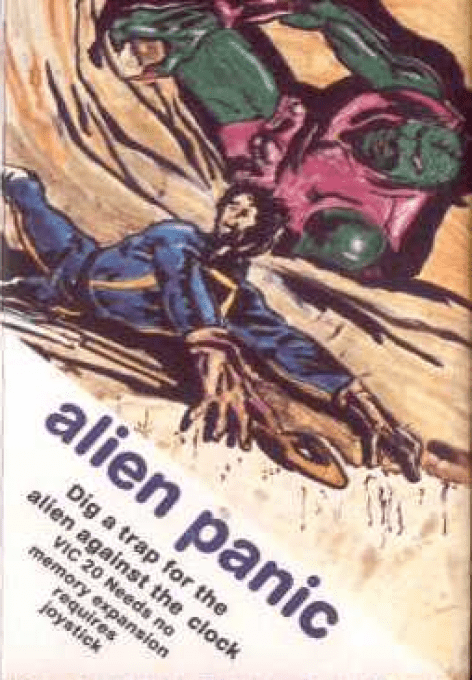 alien panic
Dig a trap for the
alien against the clock
VIC 20 Needs no
memory expansion
requires
joystick